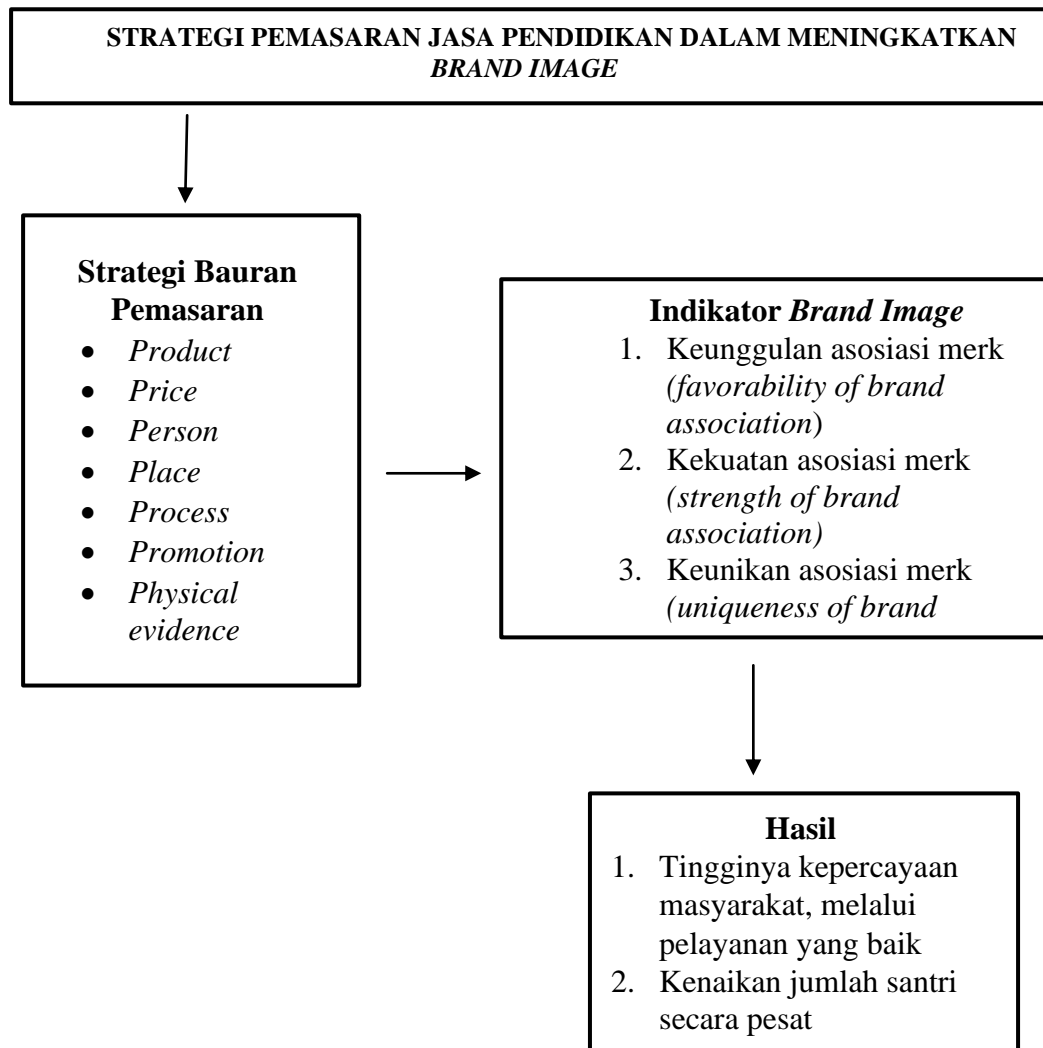 STRATEGI PEMASARAN JASA PENDIDIKAN DALAM MENINGKATKAN
BRAND IMAGE
Strategi Bauran
Pemasaran
• Product
• Price
• Person
• Place
• Process
• Promotion
• Physical
evidence
Indikator Brand Image
1. Keunggulan asosiasi merk
(favorability of brand
association)
2. Kekuatan asosiasi merk
(strength of brand
association)
3. Keunikan asosiasi merk
(uniqueness of brand
Hasil
1. Tingginya kepercayaan
masyarakat, melalui
pelayanan yang baik
2. Kenaikan jumlah santri
secara pesat